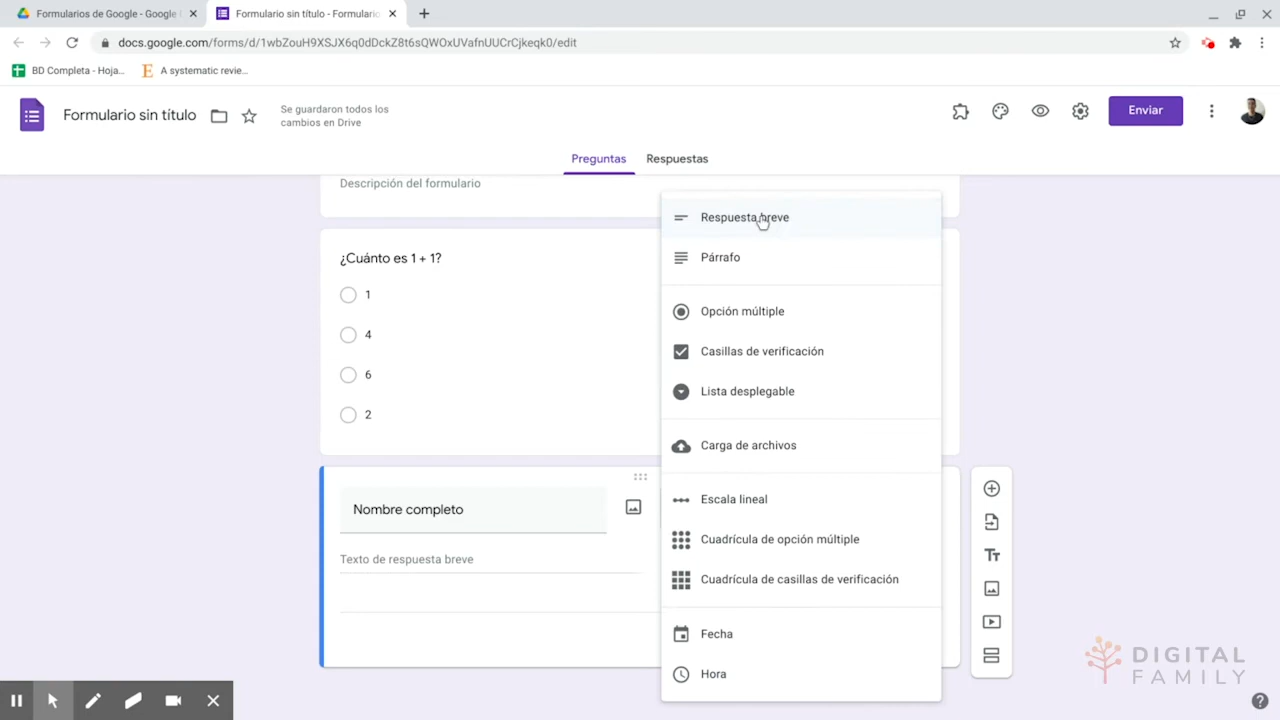 Formularios de Google - Google
Formulario sin título - Formulario
docs.google.com/forms/d/1wbZouH9XSJX6q0dDckZ8t6sQWOxUVafnUUCrCjkeqk0/edit
BD Completa - Hoja...
A systematic revie...
Formulario sin título
Se guardaron todos los
cambios en Drive
Enviar
Preguntas
Respuestas
Descripción del formulario
¿Cuánto es 1 + 1?
1
4
6
2
Nombre completo
Texto de respuesta breve
Respuesta breve
Párrafo
Opción múltiple
Casillas de verificación
Lista desplegable
Carga de archivos
Escala lineal
Cuadrícula de opción múltiple
Cuadrícula de casillas de verificación
Fecha
Hora
DIGITAL
FAMILY